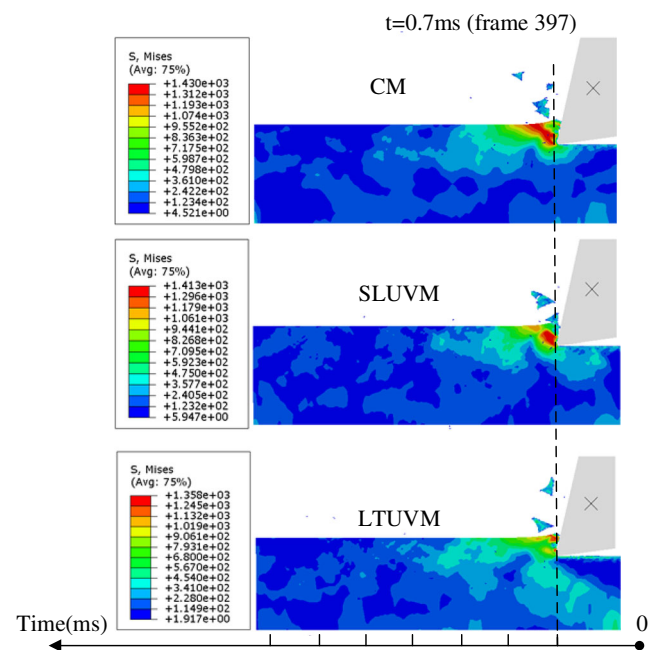 t=0.7ms (frame 397)
S, Mises
(Avg: 75%)
+1.430e+03
+1.312e+03
+1.193e+03
+1.074e+03
+9.552e+02
+8.363e+02
+7.175e+02
+5.987e+02
+4.798e+02
+3.610e+02
+2.422e+02
+1.234e+02
+4.521e+00
CM
S, Mises
(Avg: 75%)
+1.413e+03
+1.296e+03
+1.179e+03
+1.061e+03
+9.441e+02
+8.268e+02
+7.095e+02
+5.923e+02
+4.750e+02
+3.577e+02
+2.405e+02
+1.232e+02
+5.947e+00
SLUVM
S, Mises
(Avg: 75%)
+1.358e+03
+1.245e+03
+1.132e+03
+1.019e+03
+9.061e+02
+7.931e+02
+6.800e+02
+5.670e+02
+4.540e+02
+3.410e+02
+2.280e+02
+1.149e+02
+1.917e+00
LTUVM
Time(ms)
0